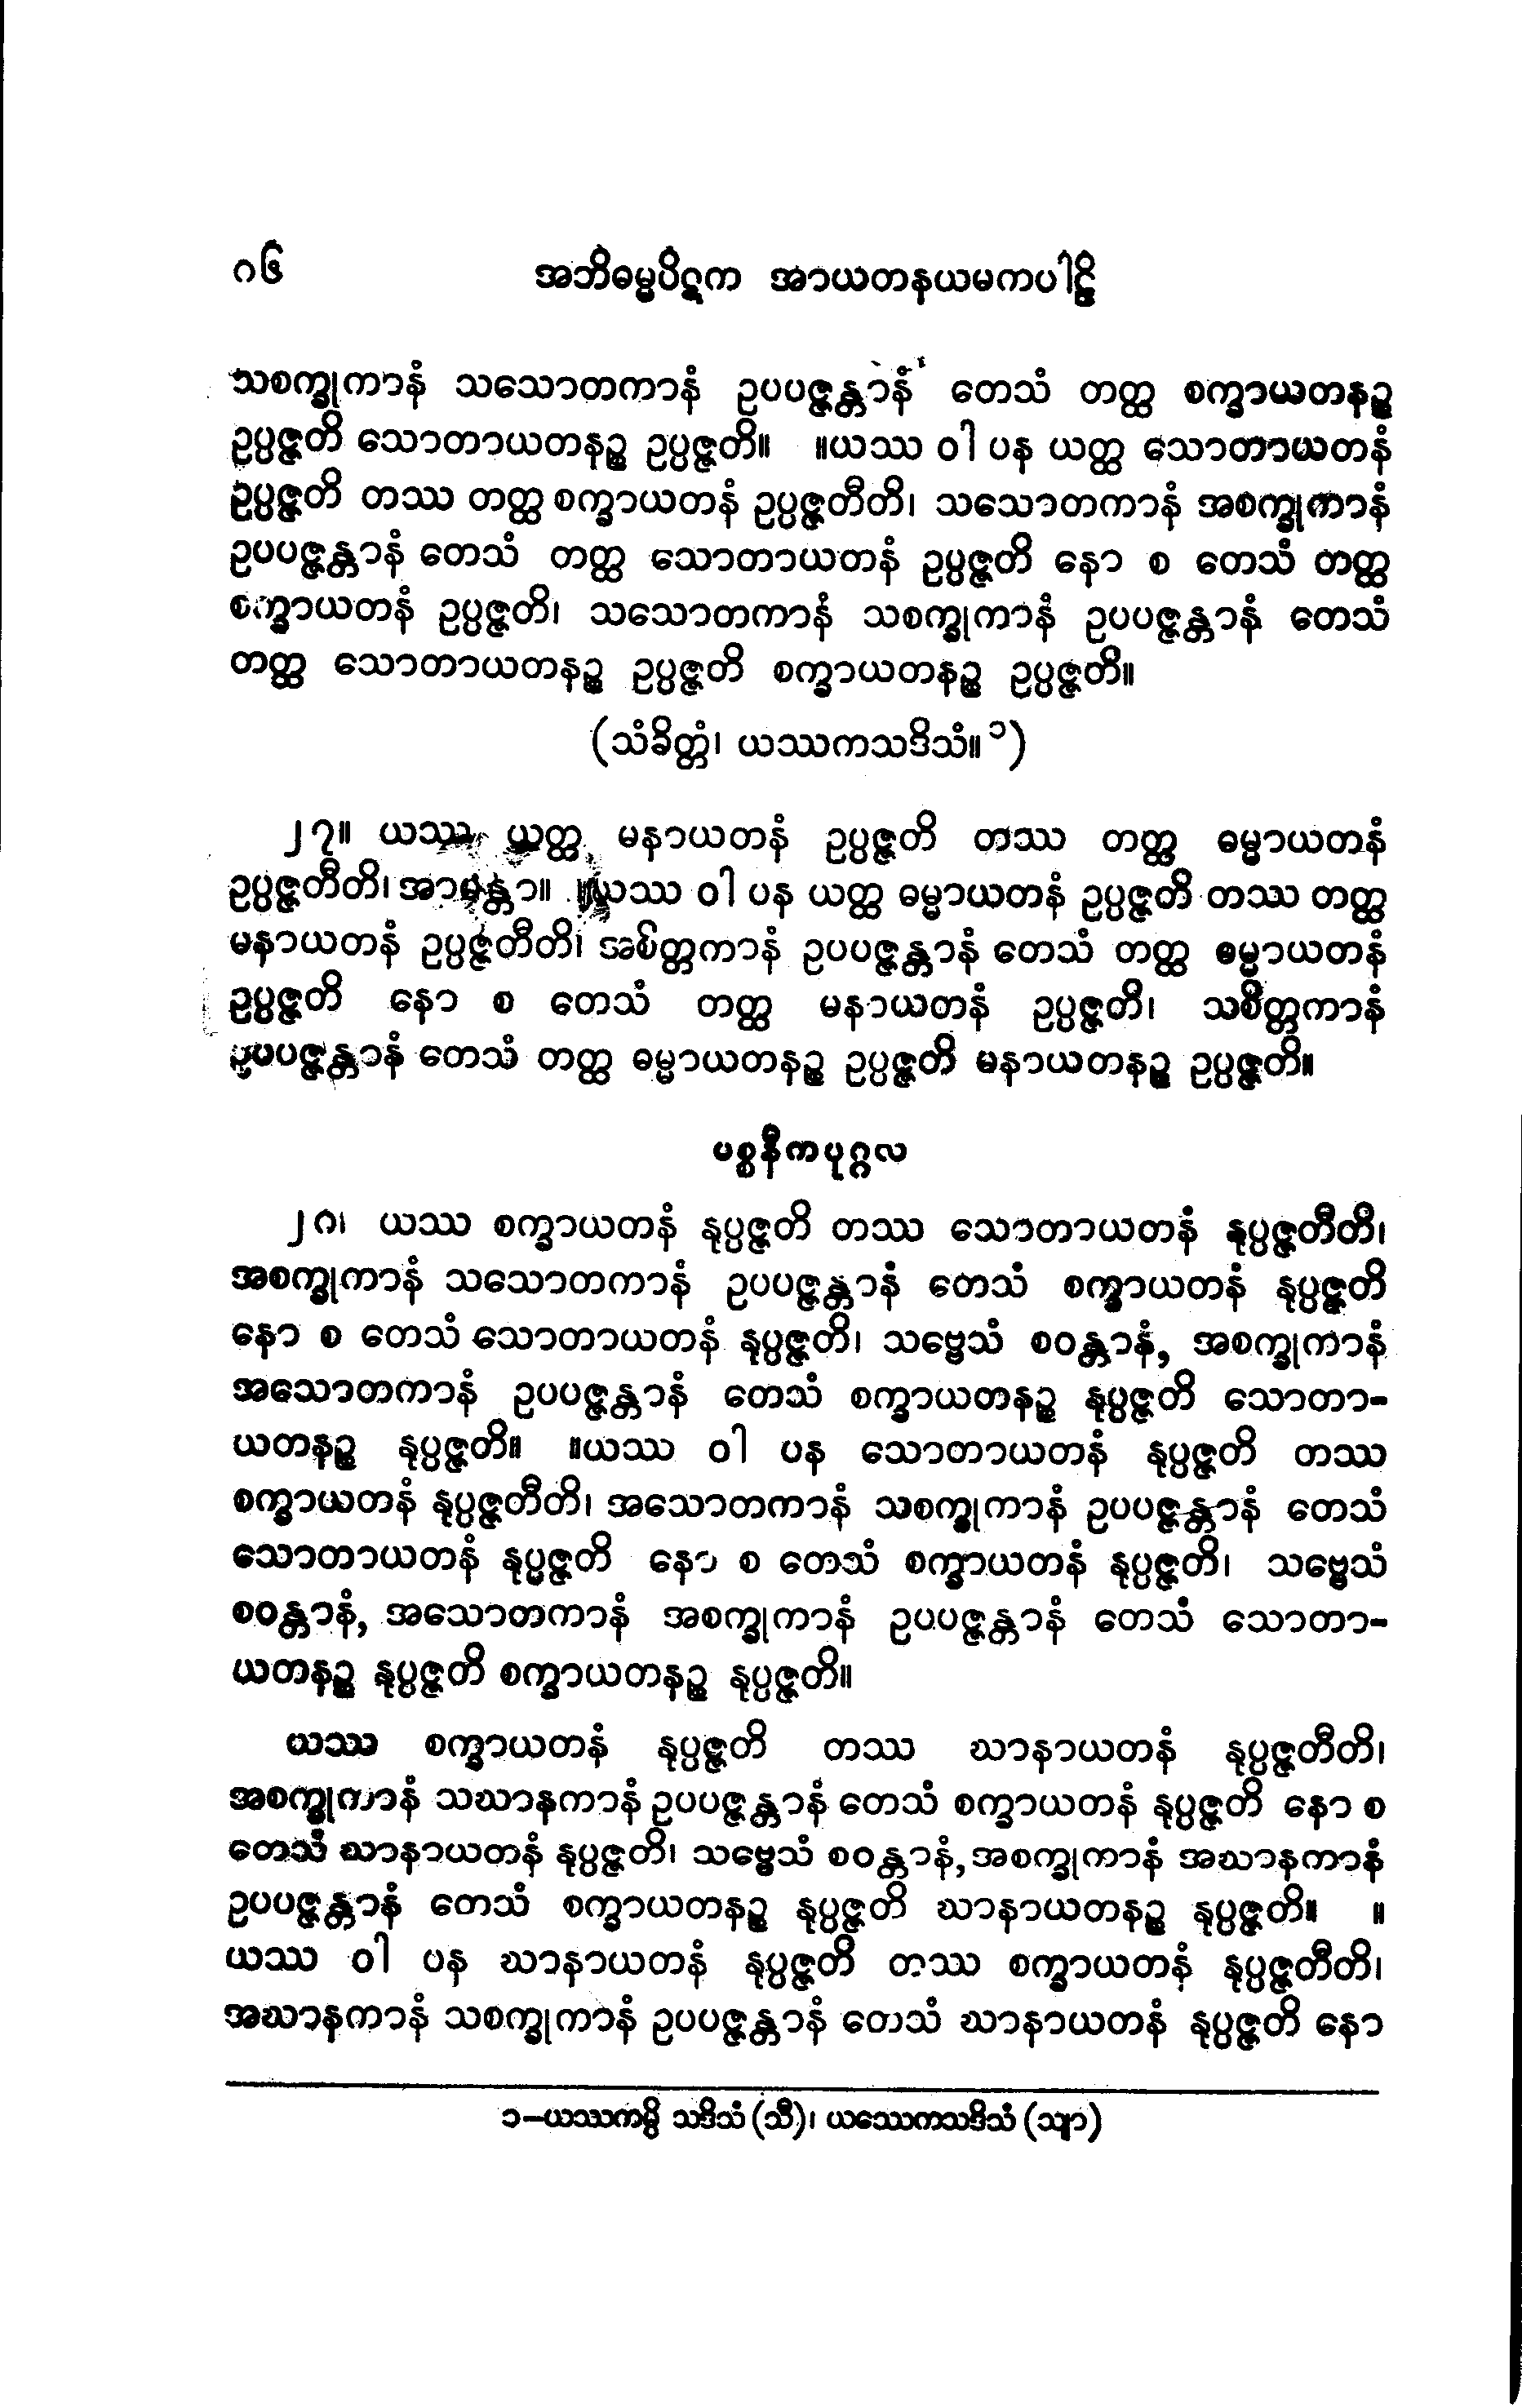 ၈၆ အဘိဓမ္မပိဋက အာယတနယမကပါဠိ
သစက္ခုကာနံ သသောတကာနံ ဥပပဇ္ဇန္တာနံ တေသံ တတ္ထ စက္ခာယတနဉ္စ
ဥပ္ပဇ္ဇတိ သောတာယတနဉ္စ ဥပ္ပဇ္ဇတိ။ ။ယဿ ဝါ ပန ယတ္ထ သောတာယတနံ
ဥပ္ပဇ္ဇတိ တဿ တတ္ထ စက္ခာယတနံ ဥပ္ပဇ္ဇတီတိ၊ သသောတကာနံ အစက္ခုကာနံ
ဥပပဇ္ဇန္တာနံ တေသံ တတ္ထ သောတာယတနံ ဥပ္ပဇ္ဇတိ နော စ တေသံ တတ္ထ
စက္ခာယတနံ ဥပ္ပဇ္ဇတိ၊ သသောတကာနံ သစက္ခုကာနံ ဥပပဇ္ဇန္တာနံ တေသံ
တတ္ထ သောတာယတနဉ္စ ဥပ္ပဇ္ဇတိ စက္ခာယတနဉ္စ ဥပ္ပဇ္ဇတိ။
(သံခိတ္တံ၊ ယဿကသဒိသံ။၁)
၂၇။ ယဿ ယတ္ထ မနာယတနံ ဥပ္ပဇ္ဇတိ တဿ တတ္ထ ဓမ္မာယတနံ
ဥပ္ပဇ္ဇတီတိ၊ အာမန္တာ။ ။ယဿ ဝါ ပန ယတ္ထ ဓမ္မာယတနံ ဥပ္ပဇ္ဇတိ တဿ တတ္ထ
မနာယတနံ ဥပ္ပဇ္ဇတီတိ၊ အစိတ္တကာနံ ဥပပဇ္ဇန္တာနံ တေသံ တတ္ထ ဓမ္မာယတနံ
ဥပ္ပဇ္ဇတိ နော စ တေသံ တတ္ထ မနာယတနံ ဥပ္ပဇ္ဇတိ၊ သစိတ္တကာနံ
ဥပပဇ္ဇန္တာနံ တေသံ တတ္ထ ဓမ္မာယတနဉ္စ ဥပ္ပဇ္ဇတိ မနာယတနဉ္စ ဥပ္ပဇ္ဇတိ။
ပစ္စနီကပုဂ္ဂလ
၂၈၊ ယဿ စက္ခာယတနံ နုပ္ပဇ္ဇတိ တဿ သောတာယတနံ နုပ္ပဇ္ဇတီတိ၊
အစက္ခုကာနံ သသောတကာနံ ဥပပဇ္ဇန္တာနံ တေသံ စက္ခာယတနံ နုပ္ပဇ္ဇတိ
နော စ တေသံ သောတာယတနံ နုပ္ပဇ္ဇတိ၊ သဗ္ဗေသံ စဝန္တာနံ, အစက္ခုကာနံ
အသောတကာနံ ဥပပဇ္ဇန္တာနံ တေသံ စက္ခာယတနဉ္စ နုပ္ပဇ္ဇတိ သောတာ-
ယတနဉ္စ နုပ္ပဇ္ဇတိ။ ။ယဿ ဝါ ပန သောတာယတနံ နုပ္ပဇ္ဇတိ တဿ
စက္ခာယတနံ နုပ္ပဇ္ဇတီတိ၊ အသောတကာနံ သစက္ခုကာနံ ဥပပဇ္ဇန္တာနံ တေသံ
သောတာယတနံ နုပ္ပဇ္ဇတိ နော စ တေသံ စက္ခာယတနံ နုပ္ပဇ္ဇတိ၊ သဗ္ဗေသံ
စဝန္တာနံ, အသောတကာနံ အစက္ခုကာနံ ဥပပဇ္ဇန္တာနံ တေသံ သောတာ-
ယတနဉ္စ နုပ္ပဇ္ဇတိ စက္ခာယတနဉ္စ နုပ္ပဇ္ဇတိ။
ယဿ စက္ခာယတနံ နုပ္ပဇ္ဇတိ တဿ ဃာနာယတနံ နုပ္ပဇ္ဇတီတိ၊
အစက္ခုကာနံ သဃာနကာနံ ဥပပဇ္ဇန္တာနံ တေသံ စက္ခာယတနံ နုပ္ပဇ္ဇတိ နော စ
တေသံ ဃာနာယတနံ နုပ္ပဇ္ဇတိ၊ သဗ္ဗေသံ စဝန္တာနံ, အစက္ခုကာနံ အဃာနကာနံ
ဥပပဇ္ဇန္တာနံ တေသံ စက္ခာယတနဉ္စ နုပ္ပဇ္ဇတိ ဃာနာယတနဉ္စ နုပ္ပဇ္ဇတိ။ ။
ယဿ ဝါ ပန ဃာနာယတနံ နုပ္ပဇ္ဇတိ တဿ စက္ခာယတနံ နုပ္ပဇ္ဇတီတိ၊
အဃာနကာနံ သစက္ခုကာနံ ဥပပဇ္ဇန္တာနံ တေသံ ဃာနာယတနံ နုပ္ပဇ္ဇတိ နော
၁-ယဿကမ္ပိ သဒိသံ (သီ)၊ ယဿေကသဒိသံ (သျာ)